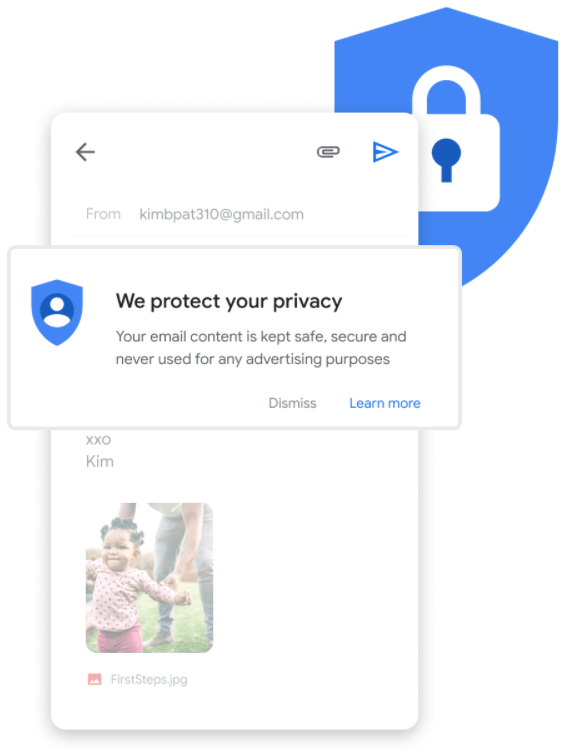 From kimbpat310@gmail.com
We protect your privacy
Your email content is kept safe, secure and
never used for any advertising purposes
Dismiss Learn more
xxo
Kim
FirstSteps.jpg